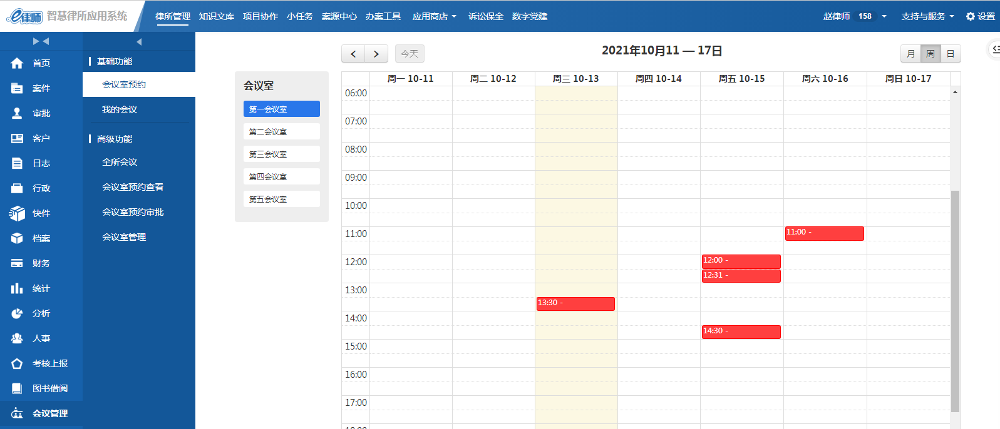 e律师 智慧律所应用系统 律所管理 知识文库 项目协作 小任务 案源中心 办案工具 应用商店 诉讼保全 数字党建 赵律师 158 支持与服务 设置
首页
案件
审批
客户
日志
行政
快件
档案
财务
统计
分析
人事
考核上报
图书借阅
会议管理
基础功能
会议室预约
我的会议
高级功能
全所会议
会议室预约查看
会议室预约审批
会议室管理
今天 2021年10月11 — 17日 月 周 日
会议室
第一会议室
第二会议室
第三会议室
第四会议室
第五会议室
周一 10-11 周二 10-12 周三 10-13 周四 10-14 周五 10-15 周六 10-16 周日 10-17
06:00
07:00
08:00
09:00
10:00
11:00 11:00 -
12:00 12:00 -
12:31 -
13:00
13:30 -
14:00
14:30 -
15:00
16:00
17:00
18:00